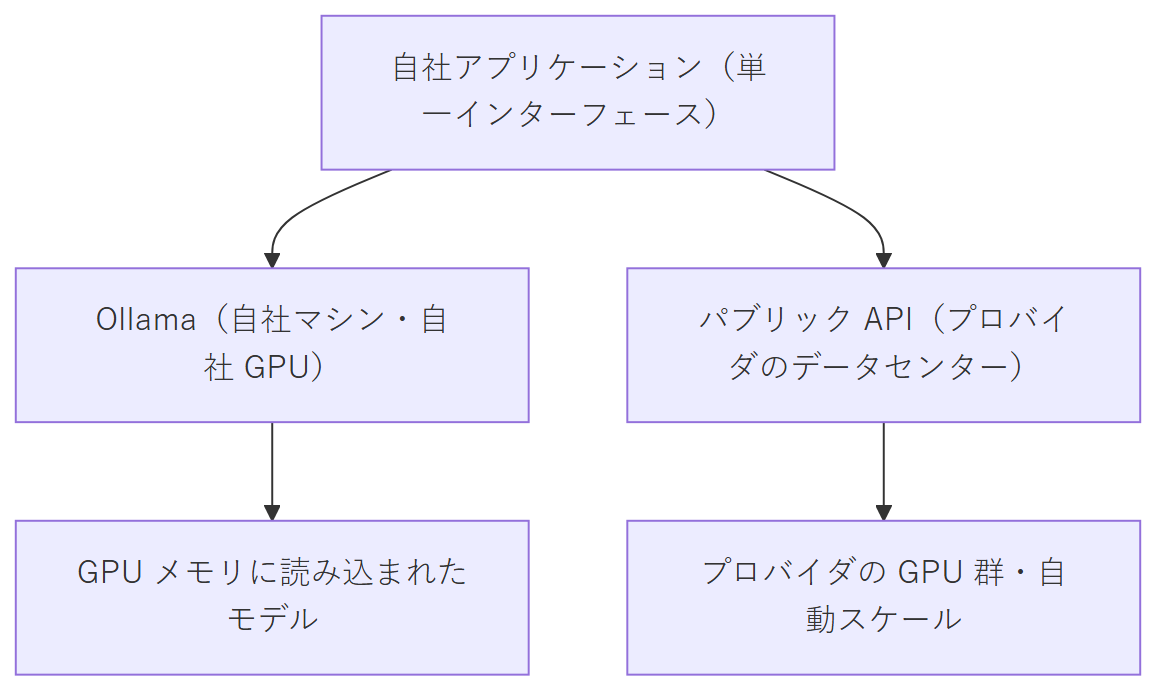 自社アプリケーション（単
一インターフェース）
Ollama（自社マシン・自
社 GPU）
パブリック API（プロバイ
ダのデータセンター）
GPU メモリに読み込まれた
モデル
プロバイダの GPU 群・自
動スケール